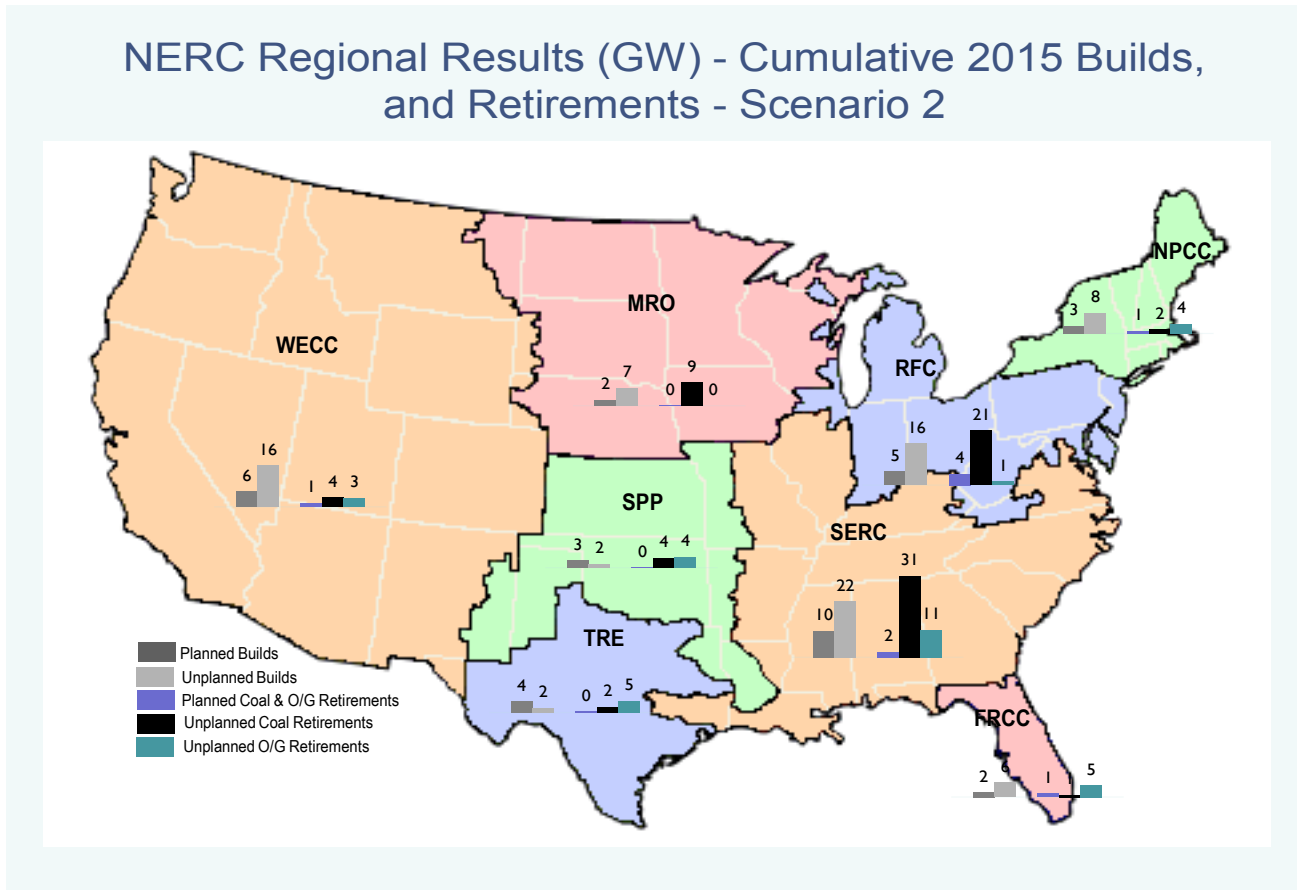 NERC Regional Results (GW) - Cumulative 2015 Builds,
and Retirements - Scenario 2
NPCC
3 8 1 2 4
MRO
2 7 0 9 0
WECC
6 16 1 4 3
RFC
5 16 4 21 1
SPP
3 2 0 4 4
SERC
10 22 2 31 11
TRE
4 2 0 2 5
FRCC
2 6 1 1 5
Planned Builds
Unplanned Builds
Planned Coal & O/G Retirements
Unplanned Coal Retirements
Unplanned O/G Retirements